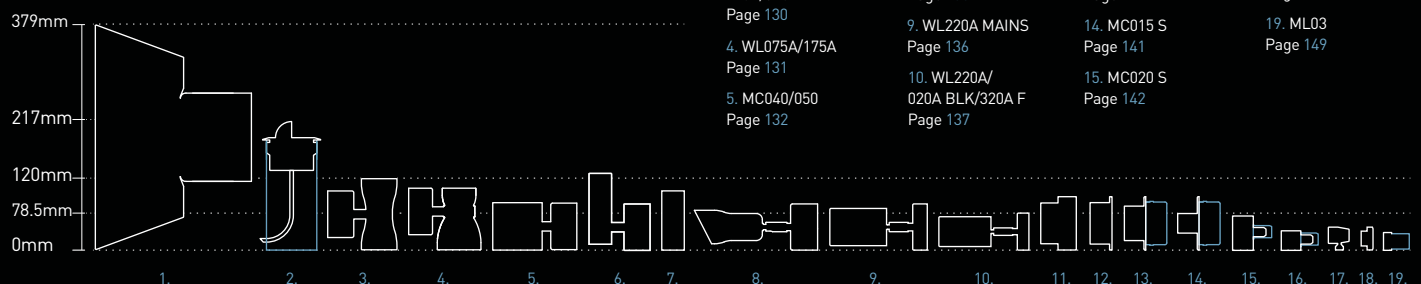 379mm
217mm
120mm
78.5mm
0mm
Page 130
4. WL075A/175A
Page 131
5. MC040/050
Page 132
9. WL220A MAINS
Page 136
10. WL220A/
020A BLK/320A F
Page 137
14. MC015 S
Page 141
15. MC020 S
Page 142
19. ML03
Page 149
1. 2. 3. 4. 5. 6. 7. 8. 9. 10. 11. 12. 13. 14. 15. 16. 17. 18. 19.